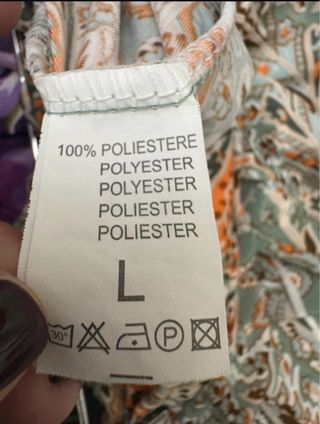 100% POLIESTERE
POLYESTER
POLYESTER
POLIESTER
POLIESTER
L
30° P